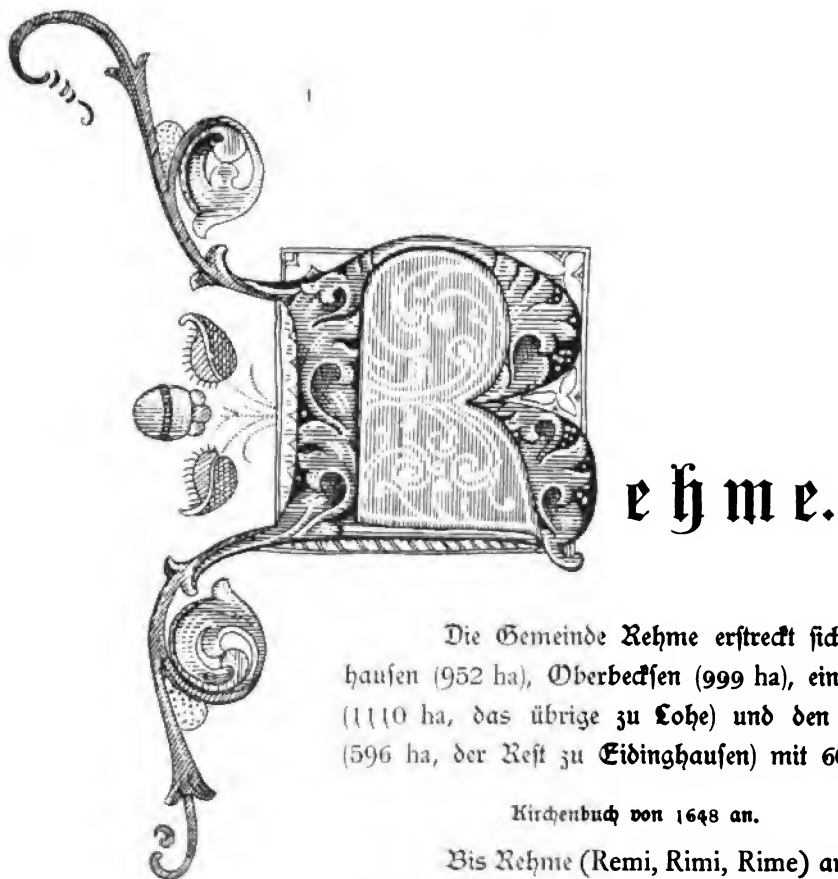 Rehme.
Die Gemeinde Rehme erstreckt sich
hausen (952 ha), Oberbecksen (999 ha), ein
(1110 ha, das übrige zu Lohe) und den
(596 ha, der Rest zu Eidinghausen) mit 60
Kirchenbuch von 1648 an.
Bis Rehme (Remi, Rimi, Rime) an